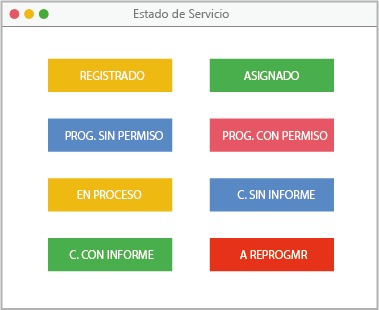 Estado de Servicio
REGISTRADO
ASIGNADO
PROG. SIN PERMISO
PROG. CON PERMISO
EN PROCESO
C. SIN INFORME
C. CON INFORME
A REPROGMR